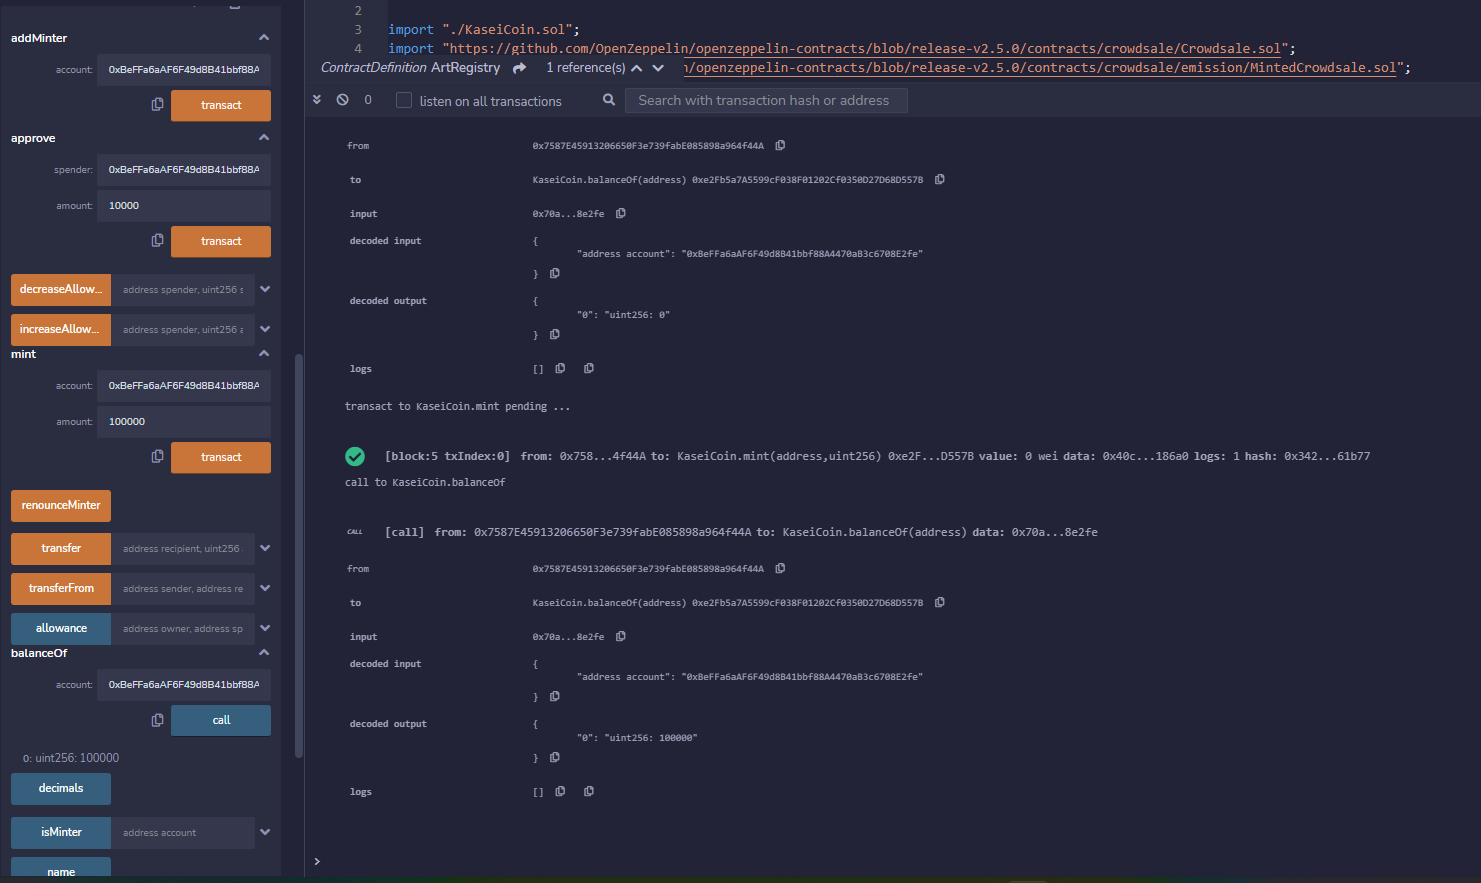 addMinter
account: 0xBeFFa6aAF6F49d8B41bbf88A
transact
approve
spender: 0xBeFFa6aAF6F49d8B41bbf88A
amount: 10000
transact
decreaseAllow... address spender, uint256 s
increaseAllow... address spender, uint256 a
mint
account: 0xBeFFa6aAF6F49d8B41bbf88A
amount: 100000
transact
renounceMinter
transfer address recipient, uint256
transferFrom address sender, address re
allowance address owner, address sp
balanceOf
account: 0xBeFFa6aAF6F49d8B41bbf88A
call
0: uint256: 100000
decimals
isMinter address account
name
2
3 import "./KaseiCoin.sol";
4 import "https://github.com/OpenZeppelin/openzeppelin-contracts/blob/release-v2.5.0/contracts/crowdsale/Crowdsale.sol";
ContractDefinition ArtRegistry 1 reference(s) n/openzeppelin-contracts/blob/release-v2.5.0/contracts/crowdsale/emission/MintedCrowdsale.sol";
0 listen on all transactions Search with transaction hash or address
from 0x7587E45913206650F3e739fabE085898a964f44A
to KaseiCoin.balanceOf(address) 0xe2Fb5a7A5599cF038F01202Cf0350D27D68D557B
input 0x70a...8e2fe
decoded input {
"address account": "0xBeFFa6aAF6F49d8B41bbf88A4470aB3c6708E2fe"
}
decoded output {
"0": "uint256: 0"
}
logs []
transact to KaseiCoin.mint pending ...
[block:5 txIndex:0] from: 0x758...4f44A to: KaseiCoin.mint(address,uint256) 0xe2F...D557B value: 0 wei data: 0x40c...186a0 logs: 1 hash: 0x342...61b77
call to KaseiCoin.balanceOf
CALL [call] from: 0x7587E45913206650F3e739fabE085898a964f44A to: KaseiCoin.balanceOf(address) data: 0x70a...8e2fe
from 0x7587E45913206650F3e739fabE085898a964f44A
to KaseiCoin.balanceOf(address) 0xe2Fb5a7A5599cF038F01202Cf0350D27D68D557B
input 0x70a...8e2fe
decoded input {
"address account": "0xBeFFa6aAF6F49d8B41bbf88A4470aB3c6708E2fe"
}
decoded output {
"0": "uint256: 100000"
}
logs []
>